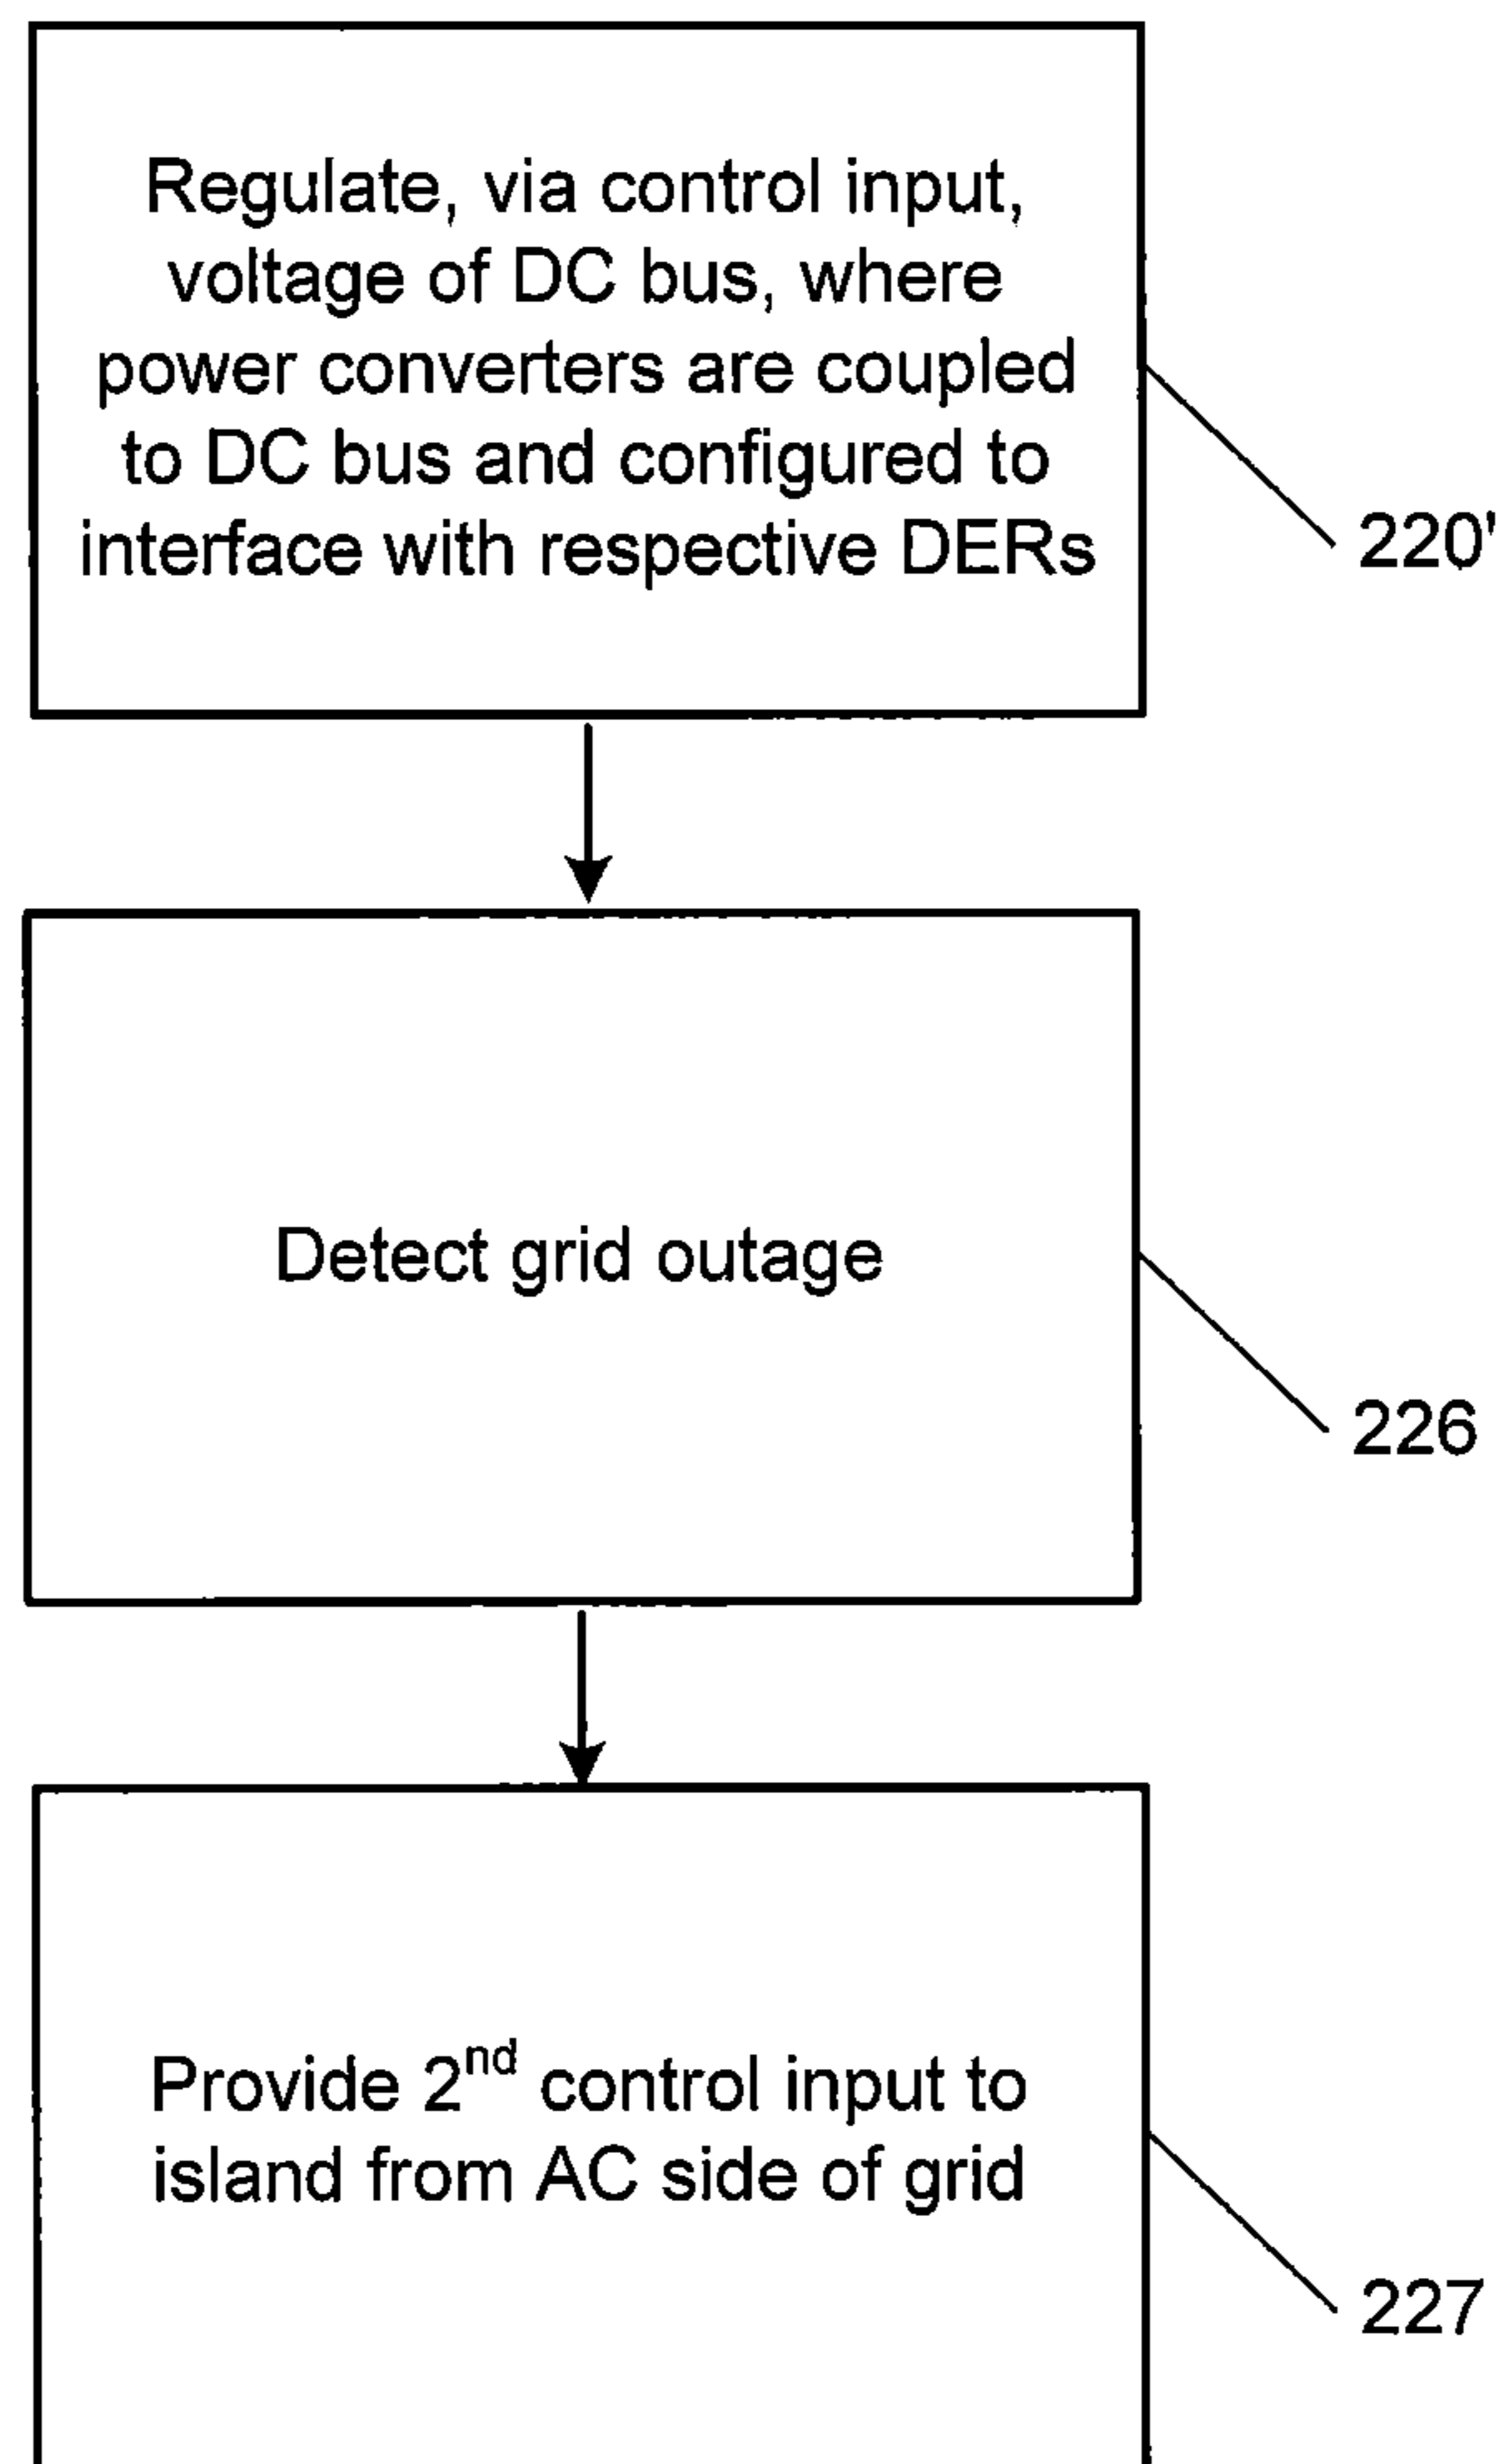 Regulate, via control input,
voltage of DC bus, where
power converters are coupled
to DC bus and configured to
interface with respective DERs
220'
Detect grid outage
226
Provide 2nd control input to
island from AC side of grid
227